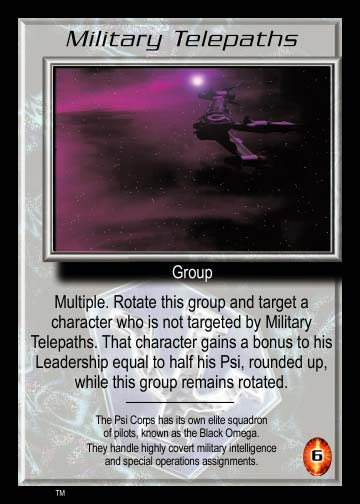 Military Telepaths
Group
Multiple. Rotate this group and target a
character who is not targeted by Military
Telepaths. That character gains a bonus to his
Leadership equal to half his Psi, rounded up,
while this group remains rotated.
The Psi Corps has its own elite squadron
of pilots, known as the Black Omega.
They handle highly covert military intelligence
and special operations assignments.
6
TM